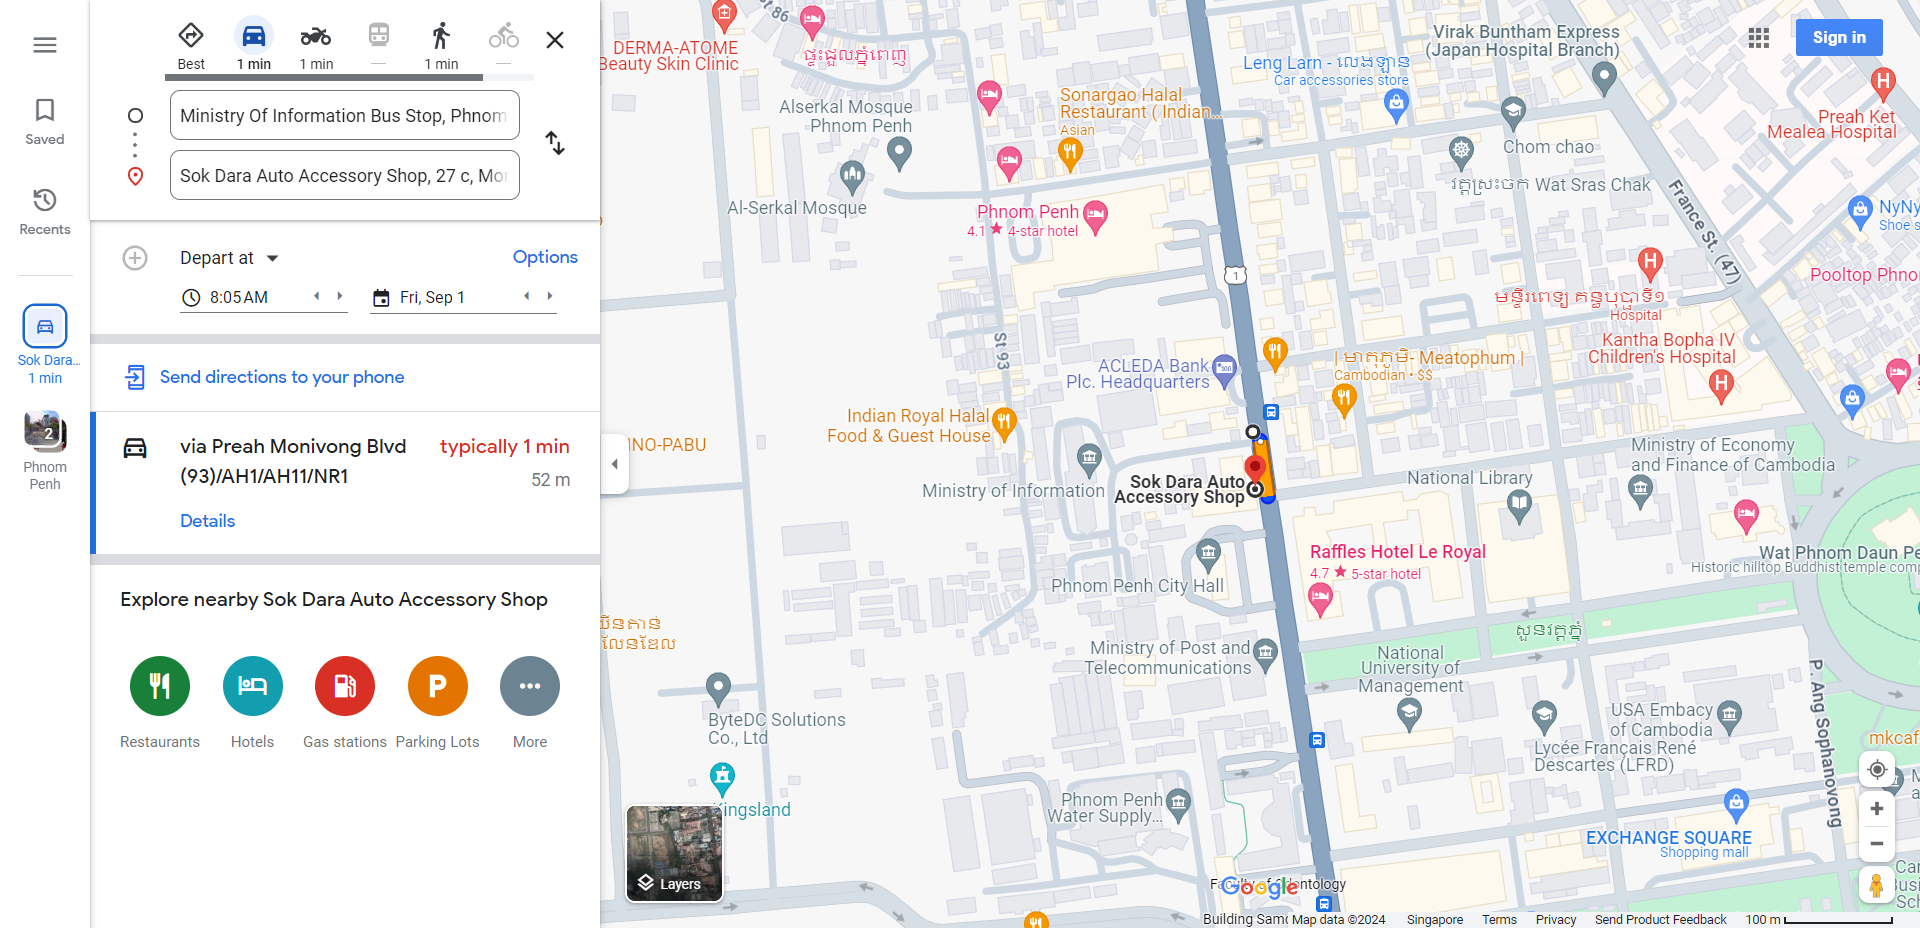 Best
1 min
1 min
—
1 min
—
Ministry Of Information Bus Stop, Phnom
Sok Dara Auto Accessory Shop, 27 c, Mo
Saved
Recents
Sok Dara...
1 min
2
Phnom
Penh
Depart at
Options
8:05 AM
Fri, Sep 1
Send directions to your phone
via Preah Monivong Blvd
(93)/AH1/AH11/NR1
typically 1 min
52 m
Details
Explore nearby Sok Dara Auto Accessory Shop
Restaurants
Hotels
Gas stations
Parking Lots
More
P
St 86
DERMA-ATOME
Beauty Skin Clinic
ផ្ទះជួលភ្នំពេញ
Alserkal Mosque
Phnom Penh
Al-Serkal Mosque
Sonargao Halal
Restaurant ( Indian...
Asian
Phnom Penh
4.1 ★ 4-star hotel
Leng Larn - លេងឡាន
Car accessories store
Virak Buntham Express
(Japan Hospital Branch)
Sign in
Preah Ket
Mealea Hospital
Chom chao
វត្តស្រះចក Wat Sras Chak
France St. (47)
NyNy
Shoe s
Pooltop Phno
មន្ទីរពេទ្យ គន្ធបុប្ផាទី១
Hospital
Kantha Bopha IV
Children's Hospital
1
St 93
ACLEDA Bank
Plc. Headquarters
| មាតុភូមិ- Meatophum |
Cambodian • $$
Indian Royal Halal
Food & Guest House
INO-PABU
Ministry of Information
Sok Dara Auto
Accessory Shop
National Library
Ministry of Economy
and Finance of Cambodia
Raffles Hotel Le Royal
4.7 ★ 5-star hotel
Wat Phnom Daun Pe
Historic hilltop Buddhist temple comp
Phnom Penh City Hall
សួនវត្តភ្នំ
Ministry of Post and
Telecommunications
National
University of
Management
USA Embacy
of Cambodia
Lycée Français René
Descartes (LFRD)
P. Ang Sophanovong
mkcaf
ByteDC Solutions
Co., Ltd
Kingsland
Phnom Penh
Water Supply...
EXCHANGE SQUARE
Shopping mall
Layers
Google
Building
Map data ©2024
Singapore
Terms
Privacy
Send Product Feedback
100 m